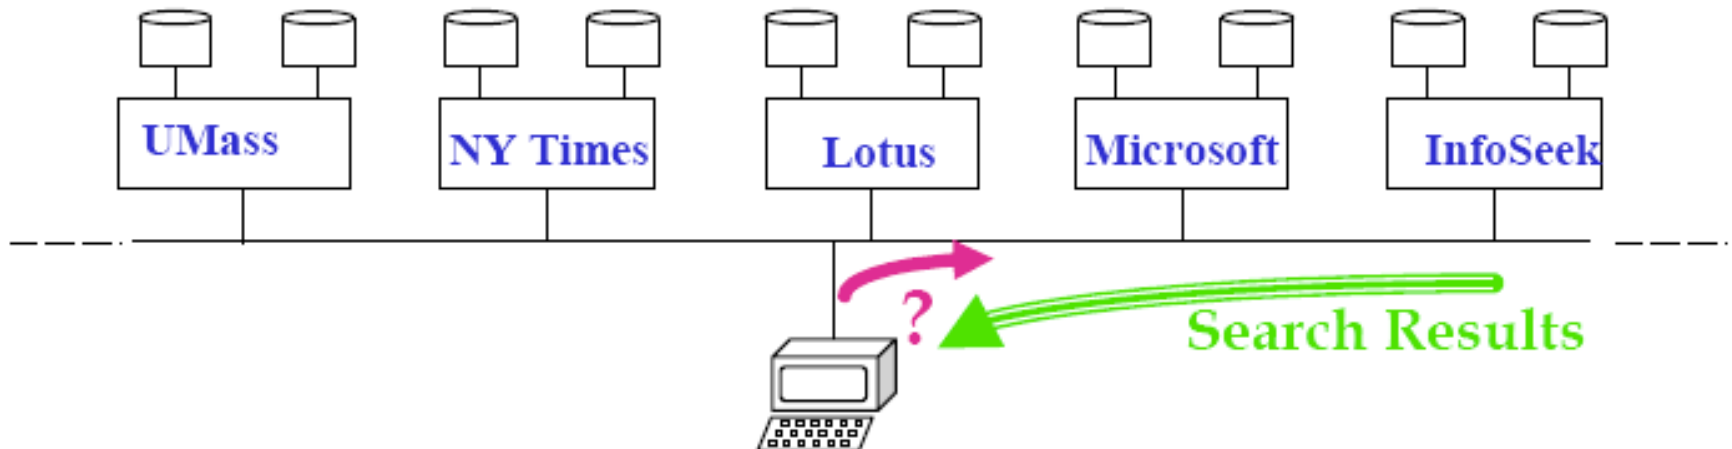 UMass
NY Times
Lotus
Microsoft
InfoSeek
?
Search Results